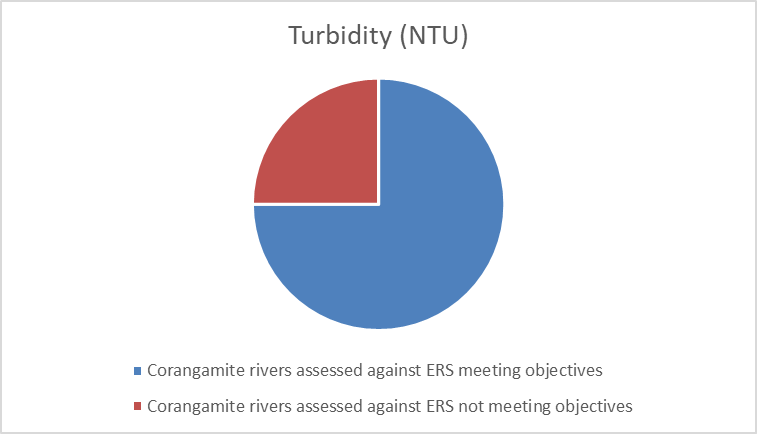 Turbidity (NTU)
Corangamite rivers assessed against ERS meeting objectives
Corangamite rivers assessed against ERS not meeting objectives